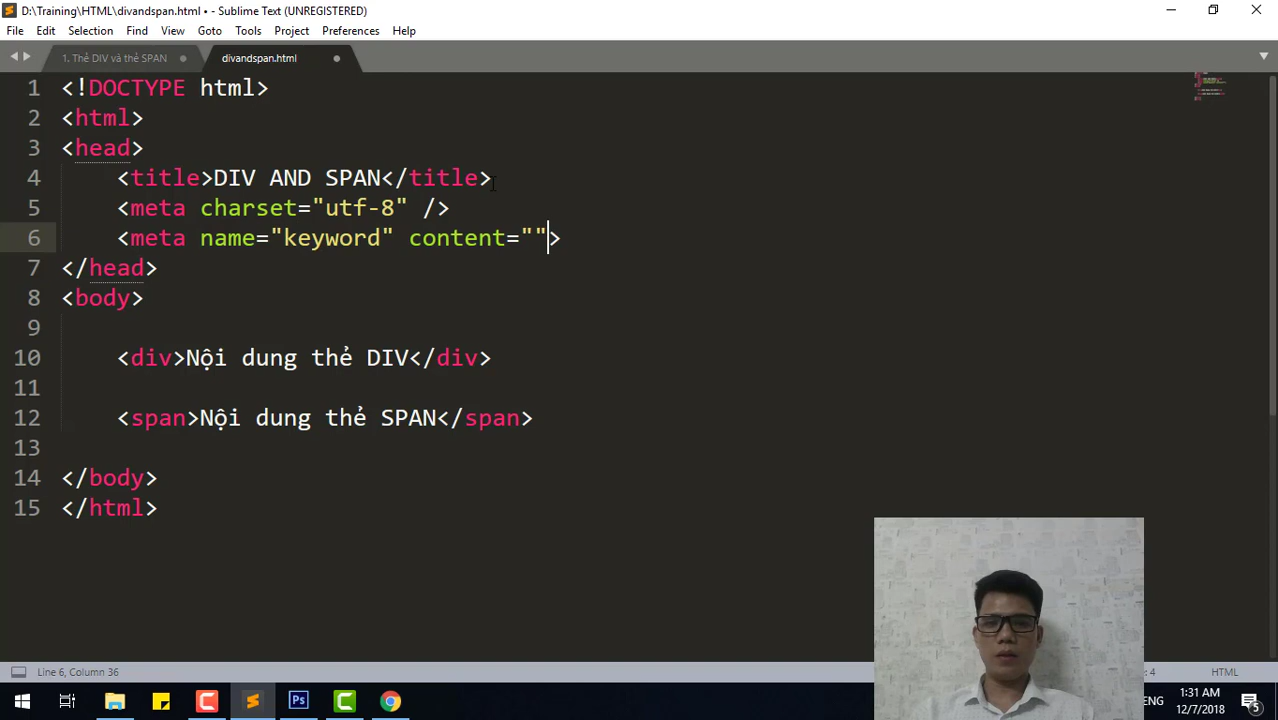 D:\Training\HTML\divandspan.html • - Sublime Text (UNREGISTERED)
File Edit Selection Find View Goto Tools Project Preferences Help
1. Thẻ DIV và thẻ SPAN divandspan.html
1 <!DOCTYPE html>
2 <html>
3 <head>
4 <title>DIV AND SPAN</title>
5 <meta charset="utf-8" />
6 <meta name="keyword" content="">
7 </head>
8 <body>
9
10 <div>Nội dung thẻ DIV</div>
11
12 <span>Nội dung thẻ SPAN</span>
13
14 </body>
15 </html>
Line 6, Column 36
: 4 HTML
ENG
1:31 AM
12/7/2018
5
Ps